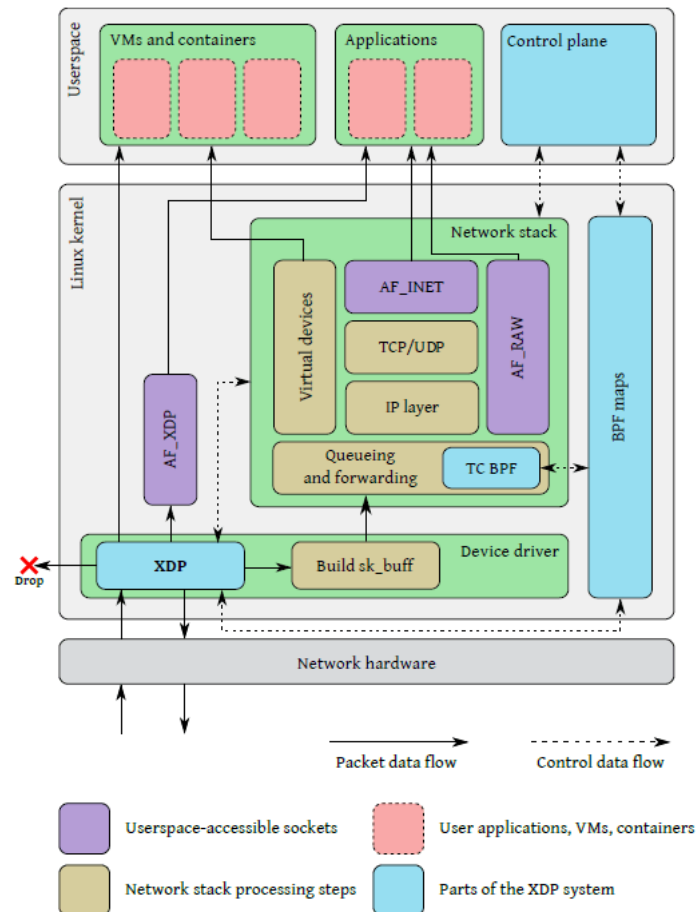 Userspace
VMs and containers
Applications
Control plane
Linux kernel
Network stack
Virtual devices
AF_INET
TCP/UDP
IP layer
AF_RAW
BPF maps
AF_XDP
Queueing
and forwarding
TC BPF
Device driver
XDP
Build sk_buff
Drop
Network hardware
Packet data flow
Control data flow
Userspace-accessible sockets
User applications, VMs, containers
Network stack processing steps
Parts of the XDP system